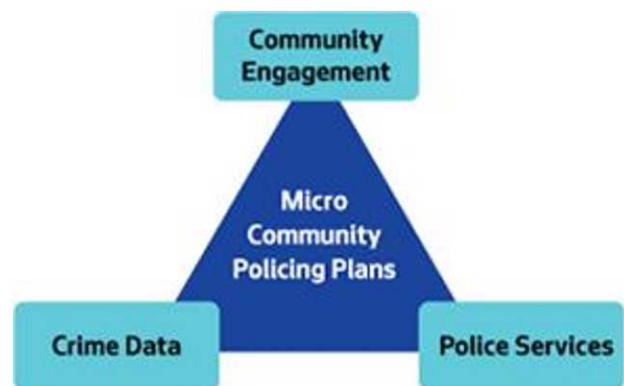 Community
Engagement
Micro
Community
Policing Plans
Crime Data
Police Services